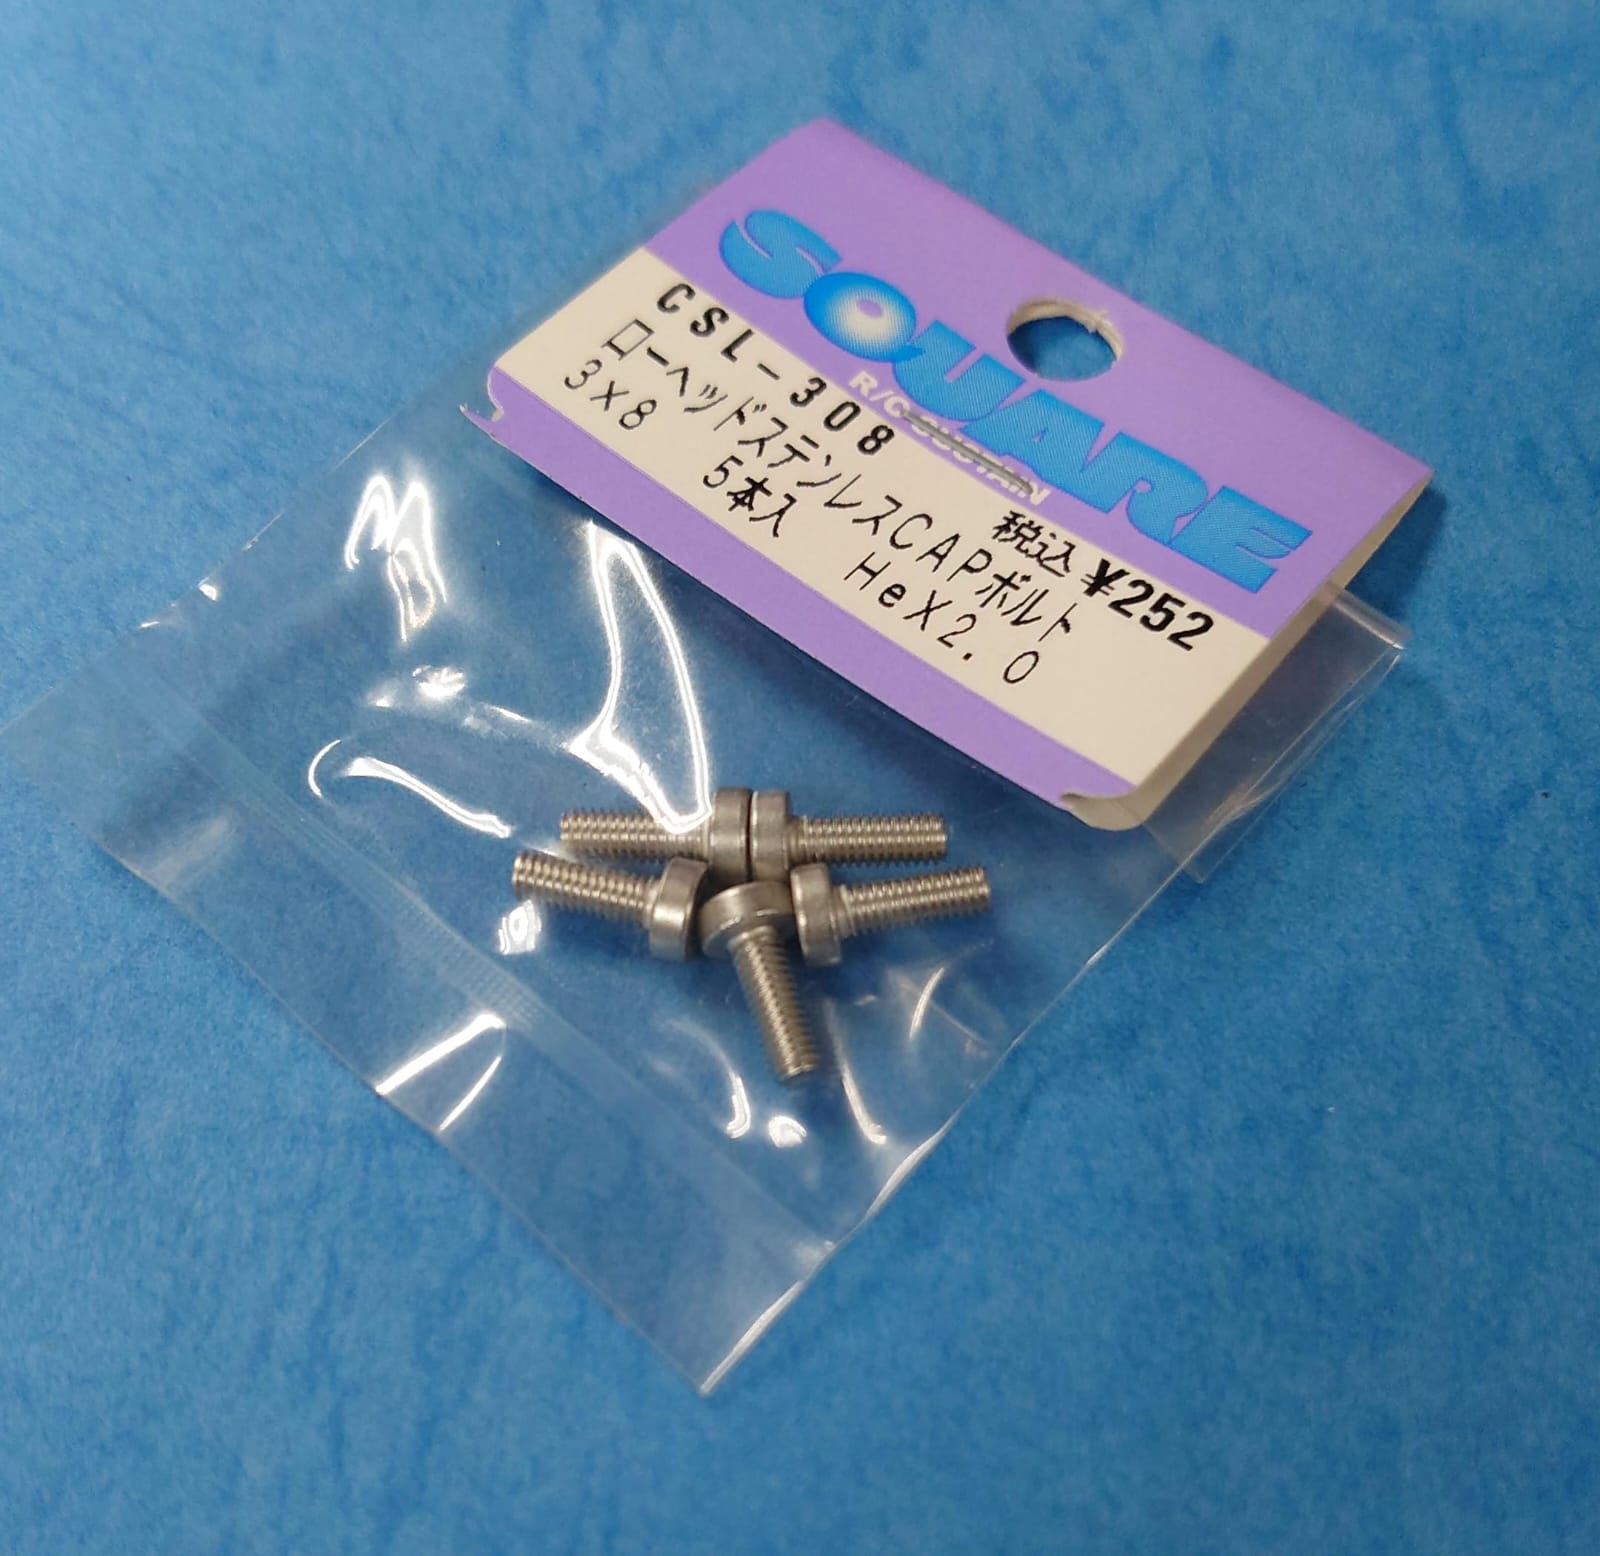 SQUARE
R/C SUSTAIN
CSL-308 税込 ¥252
ローヘッドステンレスCAPボルト
3×8 5本入 HeX2.0